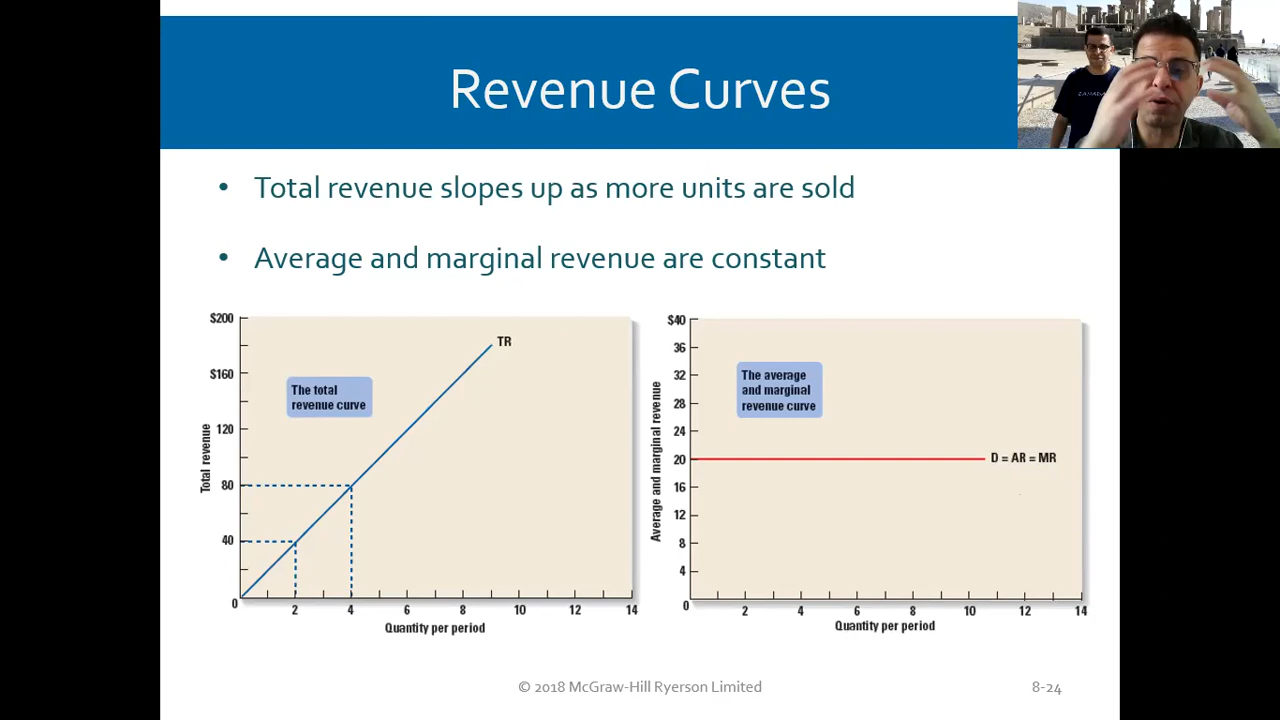 Revenue Curves
• Total revenue slopes up as more units are sold
• Average and marginal revenue are constant
$200
$160
120
80
40
0
2 4 6 8 10 12 14
Total revenue
Quantity per period
The total
revenue curve
TR
$40
36
32
28
24
20
16
12
8
4
0
2 4 6 8 10 12 14
Average and marginal revenue
Quantity per period
The average
and marginal
revenue curve
D = AR = MR
© 2018 McGraw-Hill Ryerson Limited
8-24